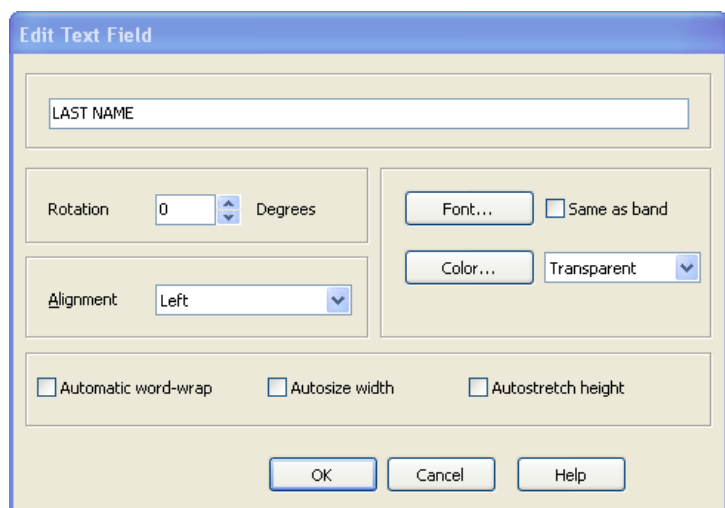 Edit Text Field
LAST NAME
Rotation 0 Degrees
Font... Same as band
Color... Transparent
Alignment Left
Automatic word-wrap Autosize width Autostretch height
OK Cancel Help